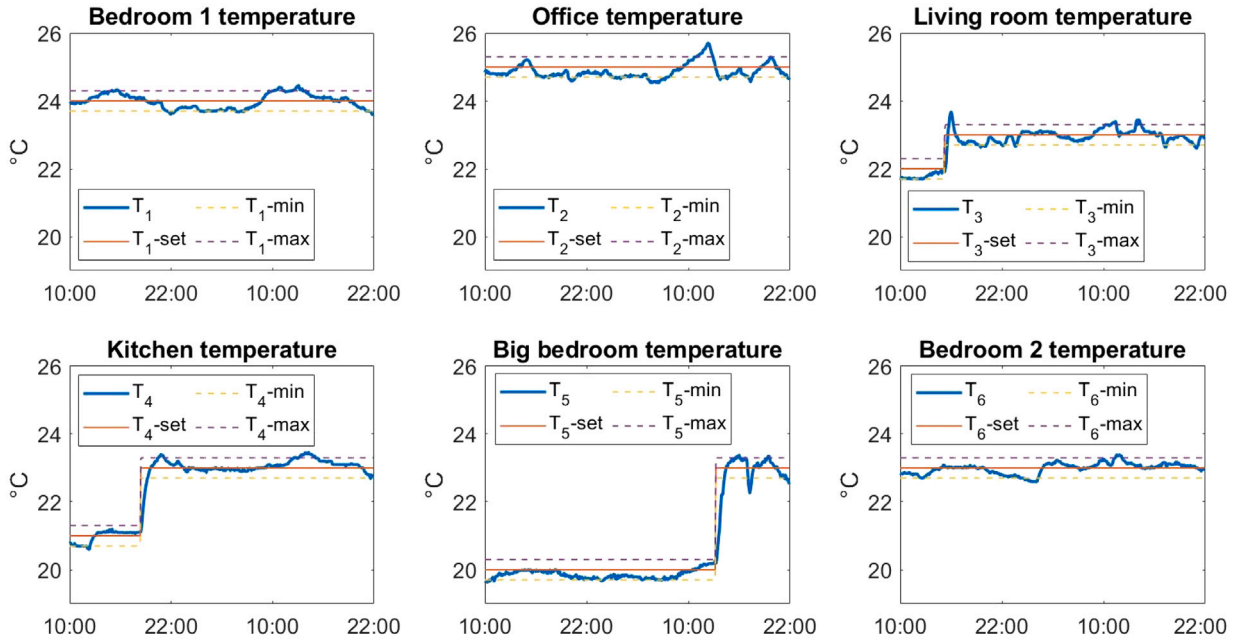 Bedroom 1 temperature
26
24
22
20
°C
T₁
T₁-min
T₁-set
T₁-max
10:00 22:00 10:00 22:00
Office temperature
26
24
22
20
T₂
T₂-min
T₂-set
T₂-max
10:00 22:00 10:00 22:00
Living room temperature
26
24
22
20
°C
T₃
T₃-min
T₃-set
T₃-max
10:00 22:00 10:00 22:00
Kitchen temperature
26
24
22
20
°C
T₄
T₄-min
T₄-set
T₄-max
10:00 22:00 10:00 22:00
Big bedroom temperature
26
24
22
20
T₅
T₅-min
T₅-set
T₅-max
10:00 22:00 10:00 22:00
Bedroom 2 temperature
26
24
22
20
°C
T₆
T₆-min
T₆-set
T₆-max
10:00 22:00 10:00 22:00